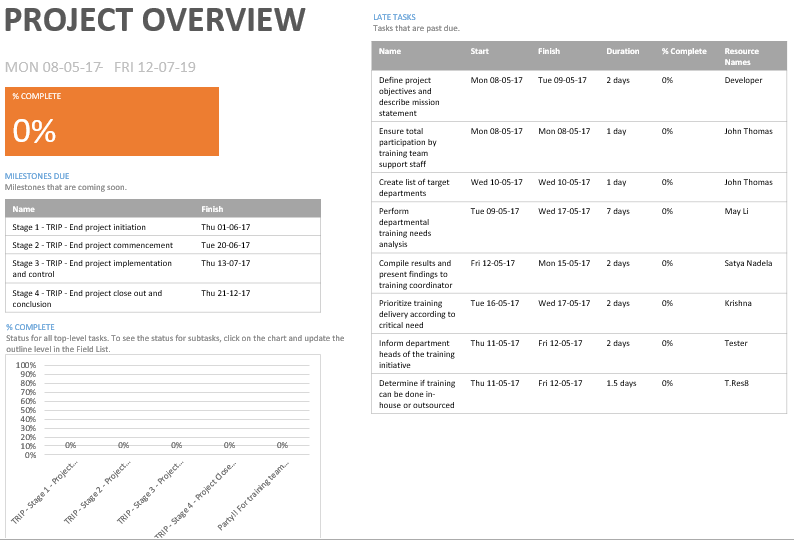 PROJECT OVERVIEW
MON 08-05-17- FRI 12-07-19
% COMPLETE
0%
MILESTONES DUE
Milestones that are coming soon.
Name Finish
Stage 1 - TRIP - End project initiation Thu 01-06-17
Stage 2 - TRIP - End project commencement Tue 20-06-17
Stage 3 - TRIP - End project implementation Thu 13-07-17
and control
Stage 4 - TRIP - End project close out and Thu 21-12-17
conclusion
% COMPLETE
Status for all top-level tasks. To see the status for subtasks, click on the chart and update the
outline level in the Field List.
100%
90%
80%
70%
60%
50%
40%
30%
20%
10%
0%
0% 0% 0% 0% 0%
TRIP - Stage 1 - Project...
TRIP - Stage 2 - Project...
TRIP - Stage 3 - Project...
TRIP - Stage 4 - Project Close...
Party!! For training team...
LATE TASKS
Tasks that are past due.
Name Start Finish Duration % Complete Resource
Names
Define project Mon 08-05-17 Tue 09-05-17 2 days 0% Developer
objectives and
describe mission
statement
Ensure total Mon 08-05-17 Mon 08-05-17 1 day 0% John Thomas
participation by
training team
support staff
Create list of target Wed 10-05-17 Wed 10-05-17 1 day 0% John Thomas
departments
Perform Tue 09-05-17 Wed 17-05-17 7 days 0% May Li
departmental
training needs
analysis
Compile results and Fri 12-05-17 Mon 15-05-17 2 days 0% Satya Nadela
present findings to
training coordinator
Prioritize training Tue 16-05-17 Wed 17-05-17 2 days 0% Krishna
delivery according to
critical need
Inform department Thu 11-05-17 Fri 12-05-17 2 days 0% Tester
heads of the training
initiative
Determine if training Thu 11-05-17 Fri 12-05-17 1.5 days 0% T.Res8
can be done in-
house or outsourced